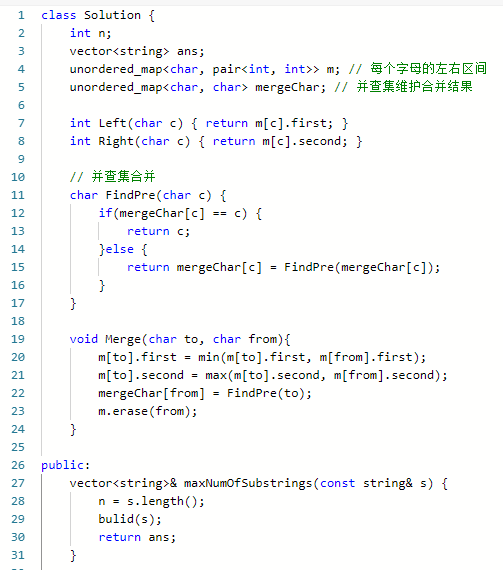 1 class Solution {
2     int n;
3     vector<string> ans;
4     unordered_map<char, pair<int, int>> m; // 每个字母的左右区间
5     unordered_map<char, char> mergeChar; // 并查集维护合并结果
6
7     int Left(char c) { return m[c].first; }
8     int Right(char c) { return m[c].second; }
9
10     // 并查集合并
11     char FindPre(char c) {
12         if(mergeChar[c] == c) {
13             return c;
14         }else {
15             return mergeChar[c] = FindPre(mergeChar[c]);
16         }
17     }
18
19     void Merge(char to, char from){
20         m[to].first = min(m[to].first, m[from].first);
21         m[to].second = max(m[to].second, m[from].second);
22         mergeChar[from] = FindPre(to);
23         m.erase(from);
24     }
25
26 public:
27     vector<string>& maxNumOfSubstrings(const string& s) {
28         n = s.length();
29         bulid(s);
30         return ans;
31     }